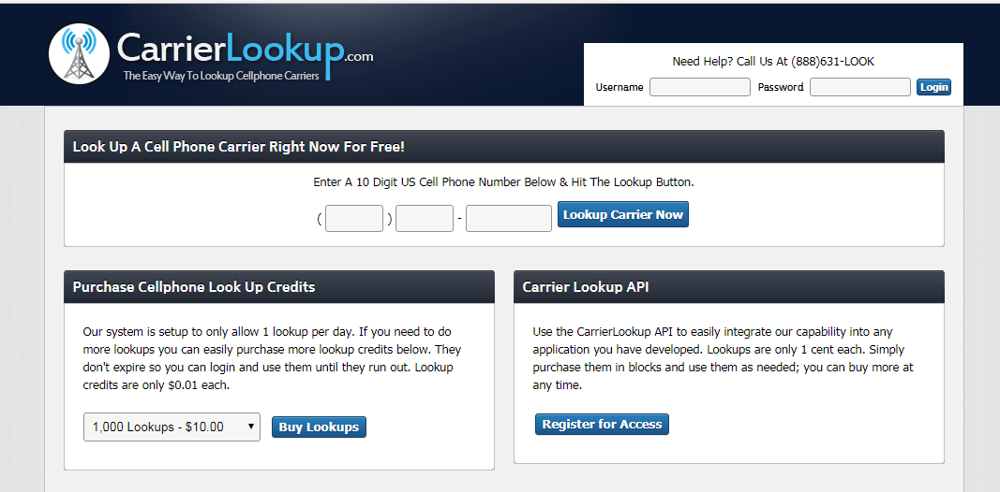 CarrierLookup.com
The Easy Way To Lookup Cellphone Carriers
Need Help? Call Us At (888)631-LOOK
Username Password Login
Look Up A Cell Phone Carrier Right Now For Free!
Enter A 10 Digit US Cell Phone Number Below & Hit The Lookup Button.
( ) - Lookup Carrier Now
Purchase Cellphone Look Up Credits
Our system is setup to only allow 1 lookup per day. If you need to do
more lookups you can easily purchase more lookup credits below. They
don't expire so you can login and use them until they run out. Lookup
credits are only $0.01 each.
1,000 Lookups - $10.00 Buy Lookups
Carrier Lookup API
Use the CarrierLookup API to easily integrate our capability into any
application you have developed. Lookups are only 1 cent each. Simply
purchase them in blocks and use them as needed; you can buy more at
any time.
Register for Access